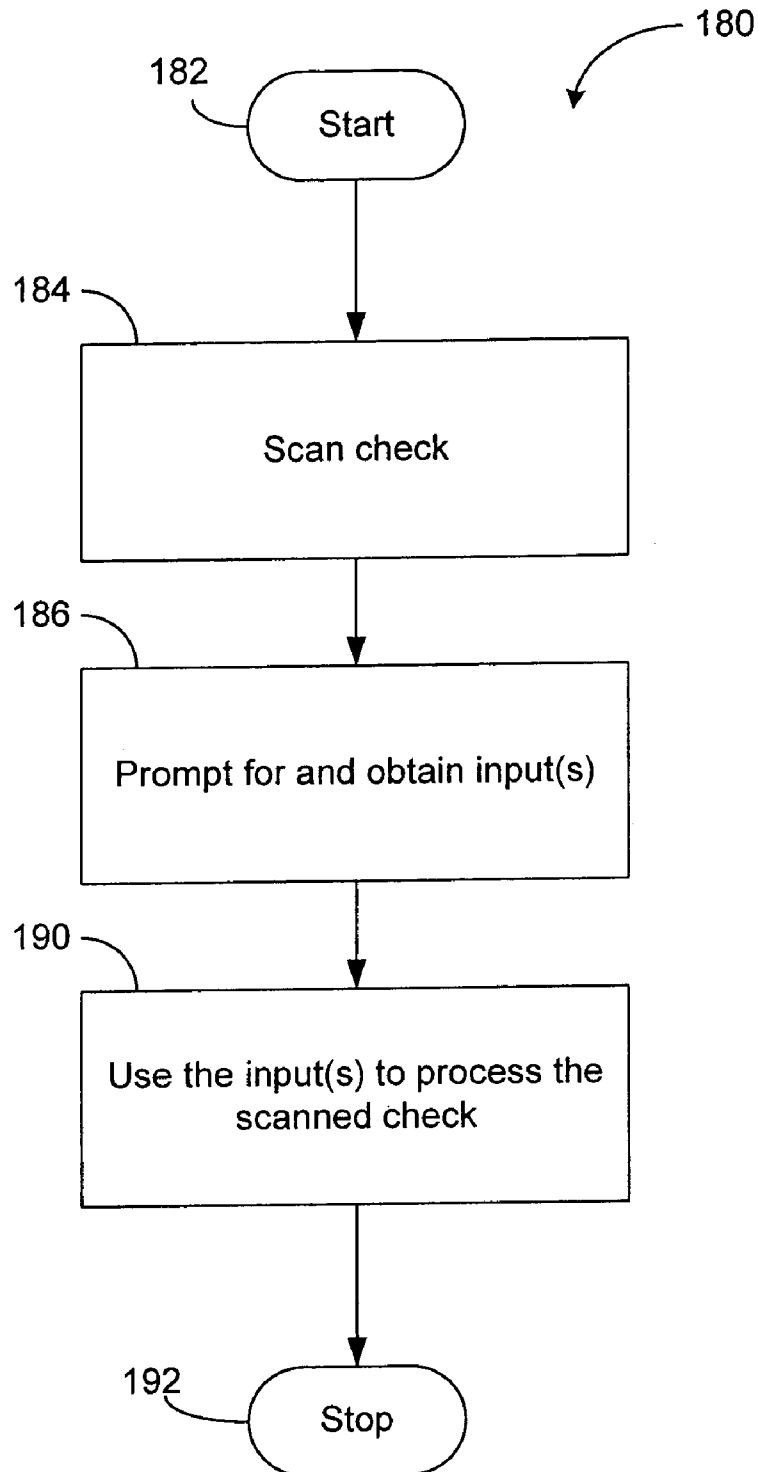 180
182
Start
184
Scan check
186
Prompt for and obtain input(s)
190
Use the input(s) to process the
scanned check
192
Stop